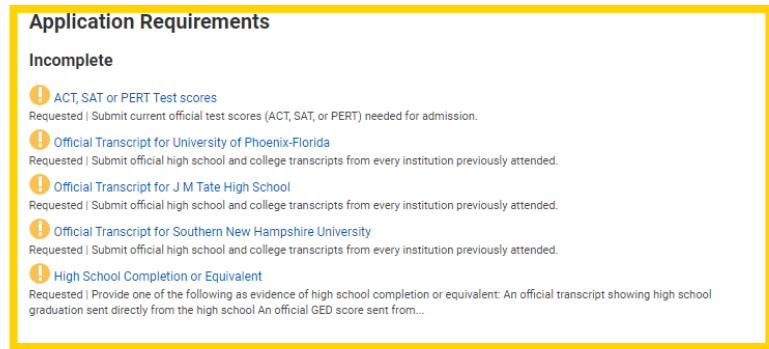 Application Requirements
Incomplete
ACT, SAT or PERT Test scores
Requested | Submit current official test scores (ACT, SAT, or PERT) needed for admission.
Official Transcript for University of Phoenix-Florida
Requested | Submit official high school and college transcripts from every institution previously attended.
Official Transcript for J M Tate High School
Requested | Submit official high school and college transcripts from every institution previously attended.
Official Transcript for Southern New Hampshire University
Requested | Submit official high school and college transcripts from every institution previously attended.
High School Completion or Equivalent
Requested | Provide one of the following as evidence of high school completion or equivalent: An official transcript showing high school
graduation sent directly from the high school An official GED score sent from...